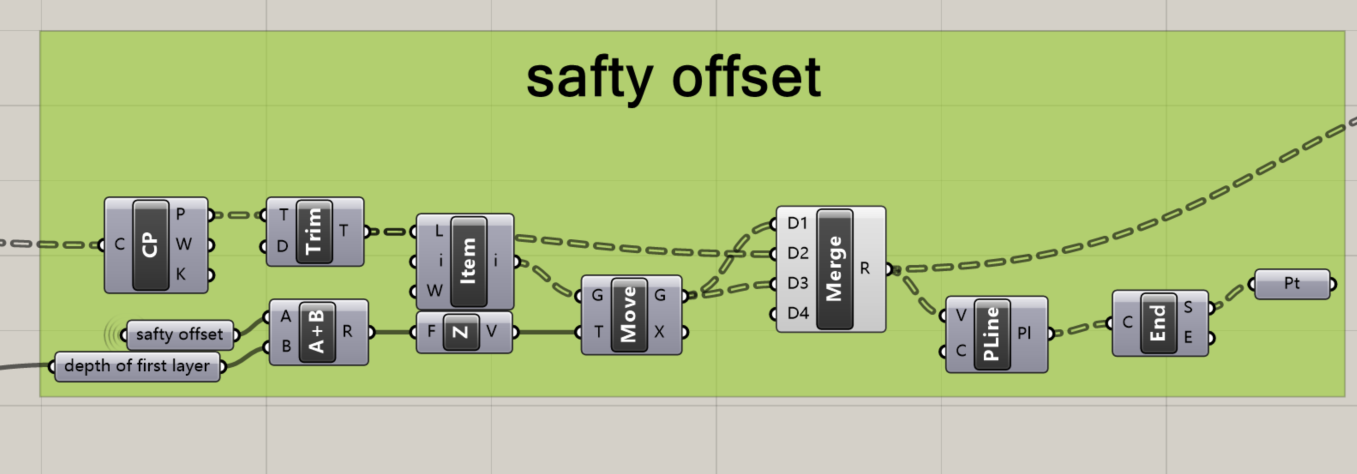 safty offset
C
CP
P
W
K
T
D
Trim
T
L
i
W
Item
i
safty offset
depth of first layer
A
B
A+B
R
F
Z
V
G
T
Move
G
X
D1
D2
D3
D4
Merge
R
V
C
PLine
Pl
C
End
S
E
Pt